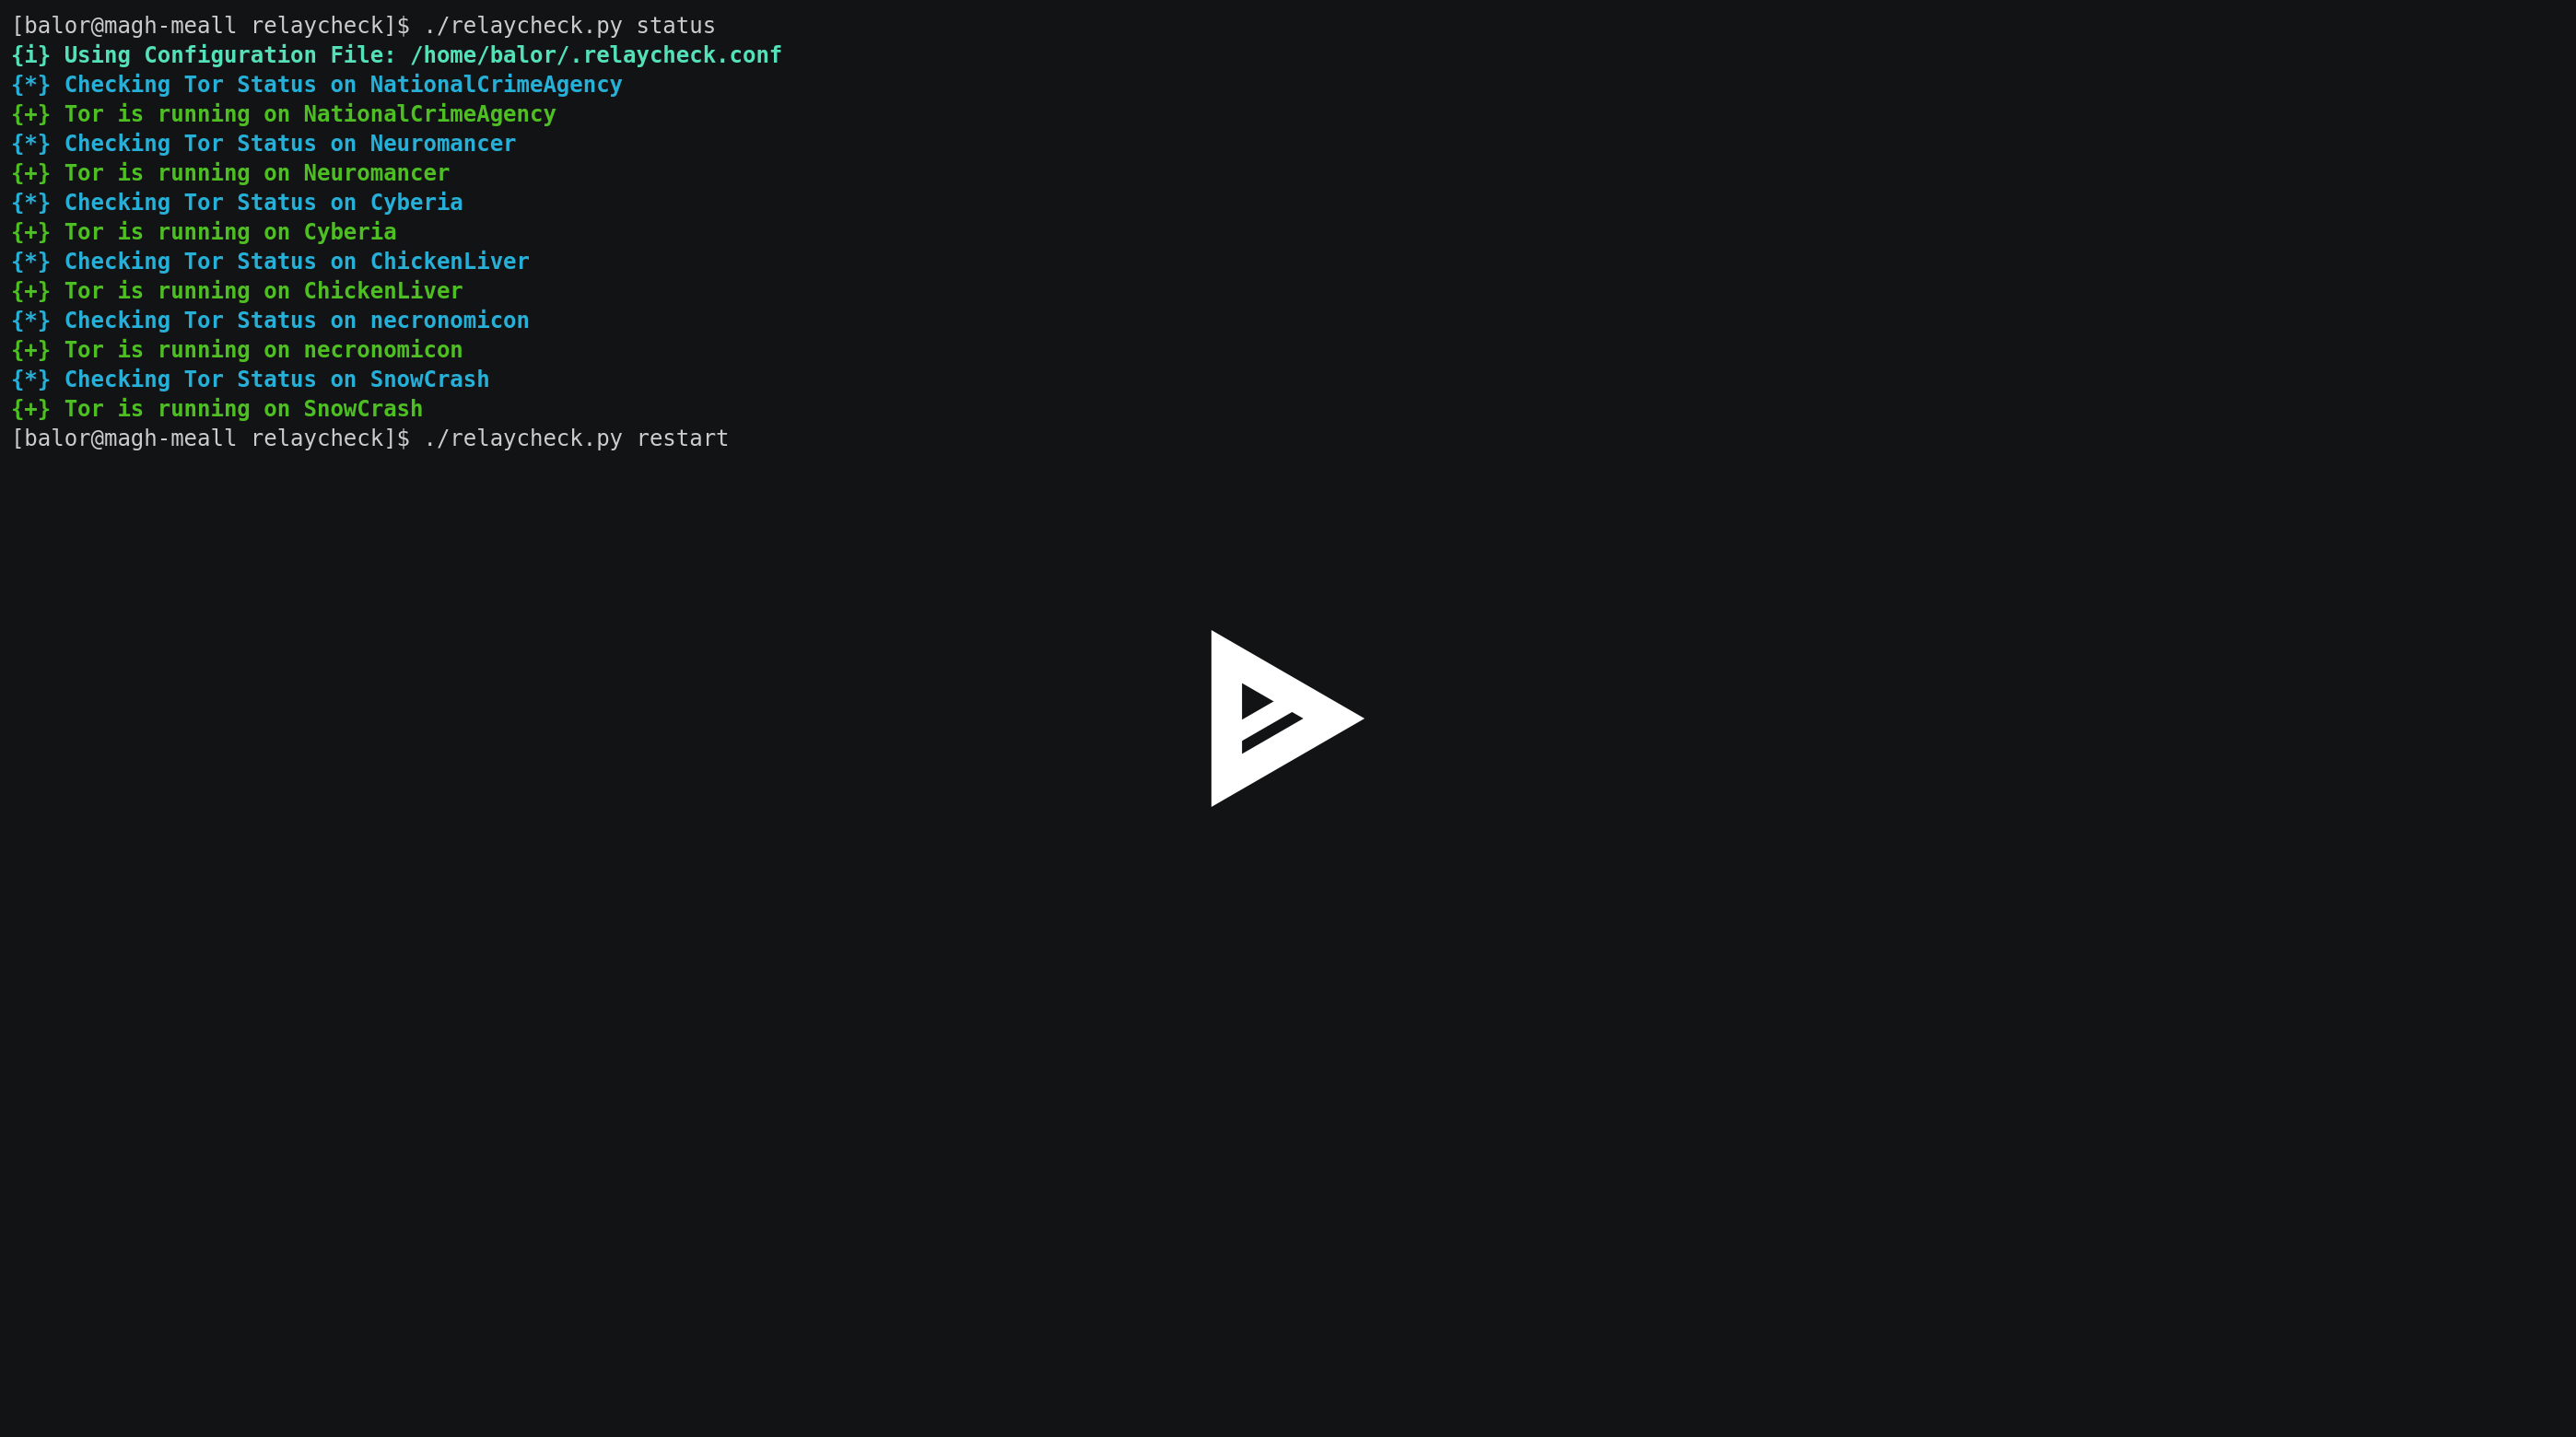 [balor@magh-meall relaycheck]$ ./relaycheck.py status
{i} Using Configuration File: /home/balor/.relaycheck.conf
{*} Checking Tor Status on NationalCrimeAgency
{+} Tor is running on NationalCrimeAgency
{*} Checking Tor Status on Neuromancer
{+} Tor is running on Neuromancer
{*} Checking Tor Status on Cyberia
{+} Tor is running on Cyberia
{*} Checking Tor Status on ChickenLiver
{+} Tor is running on ChickenLiver
{*} Checking Tor Status on necronomicon
{+} Tor is running on necronomicon
{*} Checking Tor Status on SnowCrash
{+} Tor is running on SnowCrash
[balor@magh-meall relaycheck]$ ./relaycheck.py restart